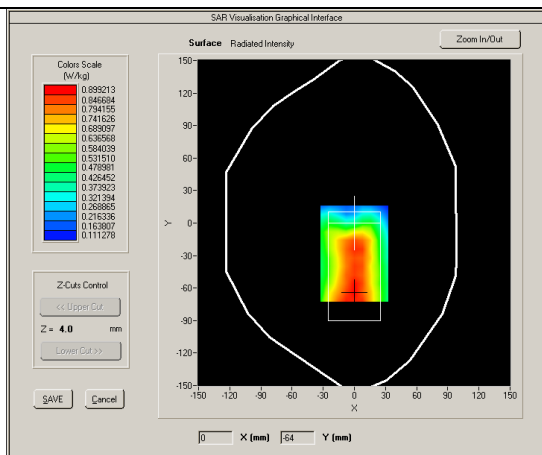 SAR Visualisation Graphical Interface
Surface Radiated Intensity
Zoom In/Out
Colors Scale
(W/kg)
0.899213
0.846684
0.794155
0.741626
0.689097
0.636568
0.584039
0.531510
0.478981
0.426452
0.373923
0.321394
0.268865
0.216336
0.163807
0.111278
150-
120-
90-
60-
30-
0-
-30-
-60-
-90-
-120-
-150-
Y
-150 -120 -90 -60 -30 0 30 60 90 120 150
X
Z-Cuts Control
<< Upper Cut
Z = 4.0 mm
Lower Cut >>
SAVE Cancel
0 X (mm) -64 Y (mm)